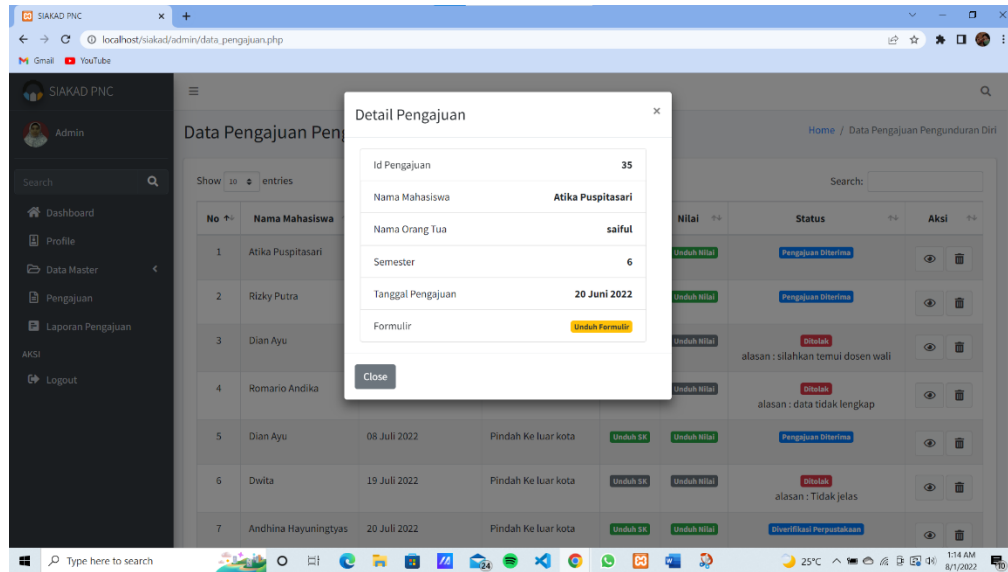 SIAKAD PNC
localhost/siakad/admin/data_pengajuan.php
Gmail YouTube
SIAKAD PNC
Admin
Search
Dashboard
Profile
Data Master
Pengajuan
Laporan Pengajuan
AKSI
Logout
Data Pengajuan Pen
Home / Data Pengajuan Pengunduran Diri
Show 10 entries
Search:
No Nama Mahasiswa Nilai Status Aksi
1 Atika Puspitasari Unduh Nilai Pengajuan Diterima
2 Rizky Putra Unduh Nilai Pengajuan Diterima
3 Dian Ayu Unduh Nilai Ditolak
alasan : silahkan temui dosen wali
4 Romario Andika Unduh Nilai Ditolak
alasan : data tidak lengkap
5 Dian Ayu 08 Juli 2022 Pindah Ke luar kota Unduh SK Unduh Nilai Pengajuan Diterima
6 Dwita 19 Juli 2022 Pindah Ke luar kota Unduh SK Unduh Nilai Ditolak
alasan : Tidak jelas
7 Andhina Hayuningtyas 20 Juli 2022 Pindah Ke luar kota Unduh SK Unduh Nilai Diverifikasi Perpustakaan
Detail Pengajuan
Id Pengajuan 35
Nama Mahasiswa Atika Puspitasari
Nama Orang Tua saiful
Semester 6
Tanggal Pengajuan 20 Juni 2022
Formulir Unduh Formulir
Close
Type here to search
24
25°C
1:14 AM
8/1/2022